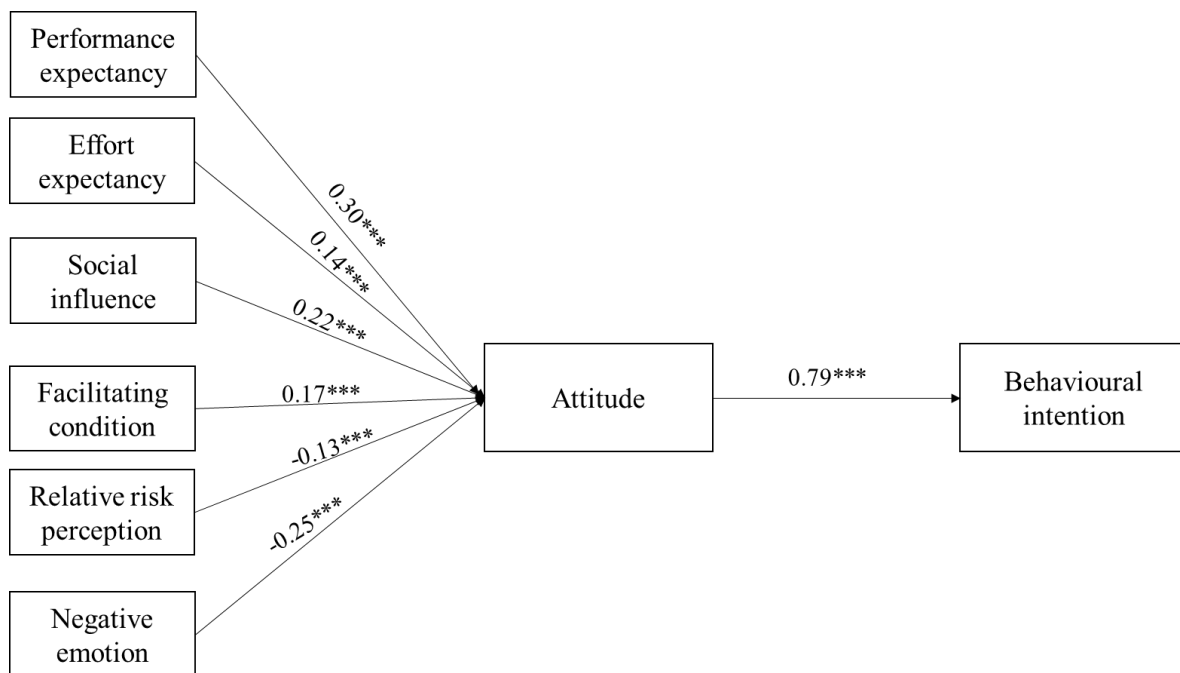 Performance
expectancy
Effort
expectancy
Social
influence
Facilitating
condition
Relative risk
perception
Negative
emotion
0.30***
0.14***
0.22***
0.17***
-0.13***
-0.25***
Attitude
0.79***
Behavioural
intention